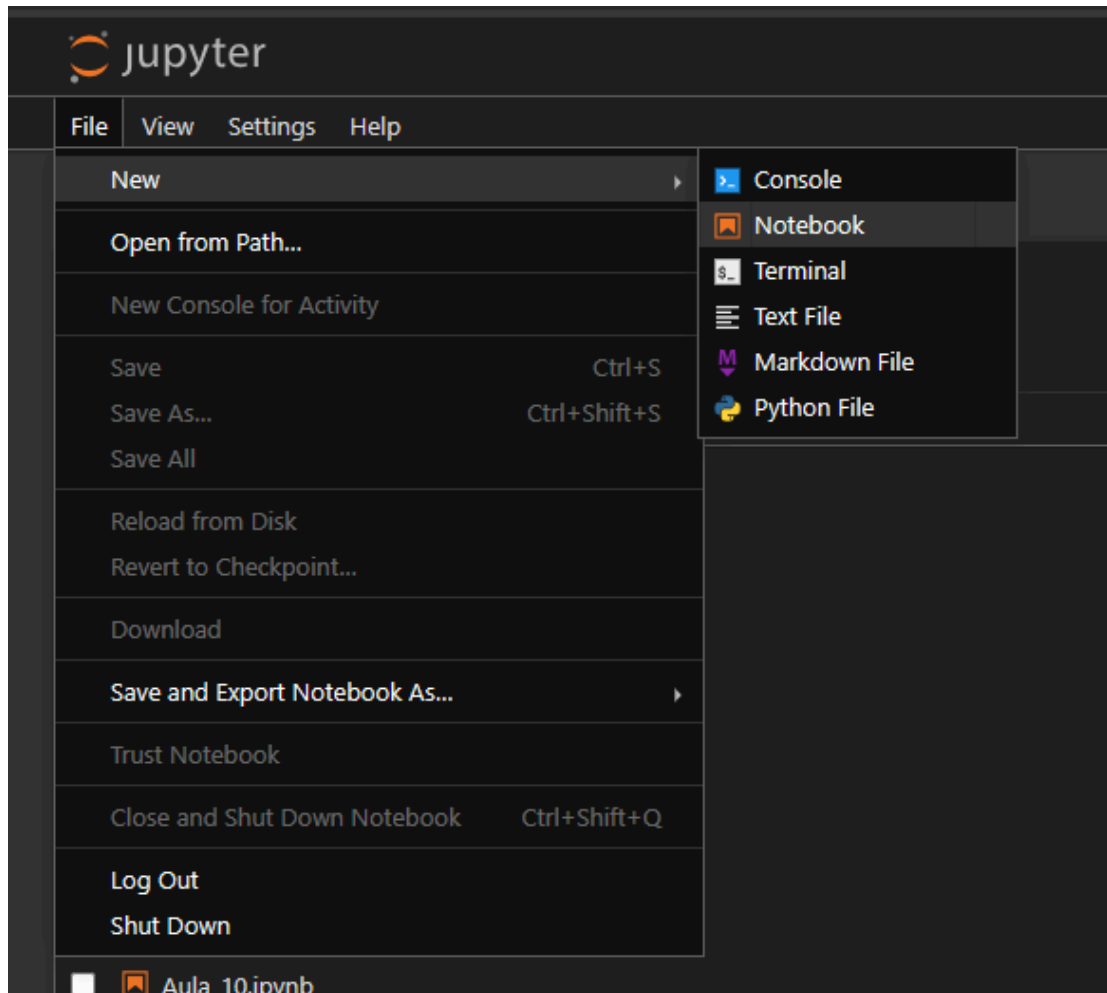 jupyter
File View Settings Help
New
Console
Notebook
Open from Path...
Terminal
New Console for Activity
Text File
Save Ctrl+S
Markdown File
Save As... Ctrl+Shift+S
Python File
Save All
Reload from Disk
Revert to Checkpoint...
Download
Save and Export Notebook As...
Trust Notebook
Close and Shut Down Notebook Ctrl+Shift+Q
Log Out
Shut Down
Aula_10.ipynb